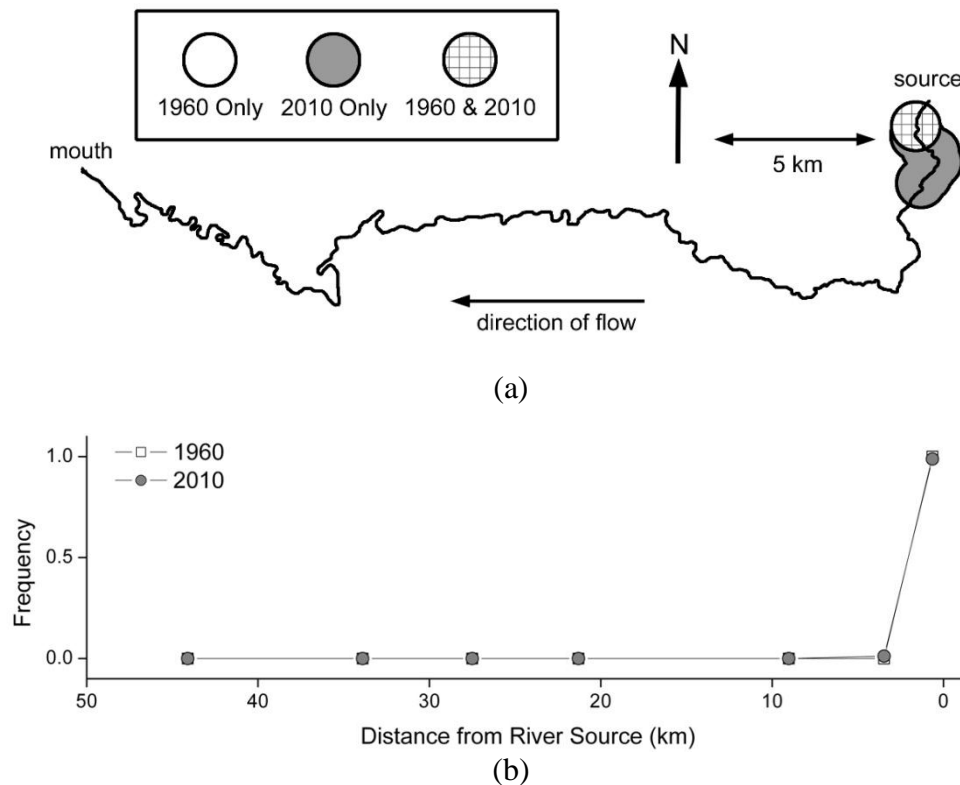 1960 Only 2010 Only 1960 & 2010
N
source
mouth
5 km
direction of flow
(a)
1960
2010
1.0
0.5
0.0
Frequency
50 40 30 20 10 0
Distance from River Source (km)
(b)